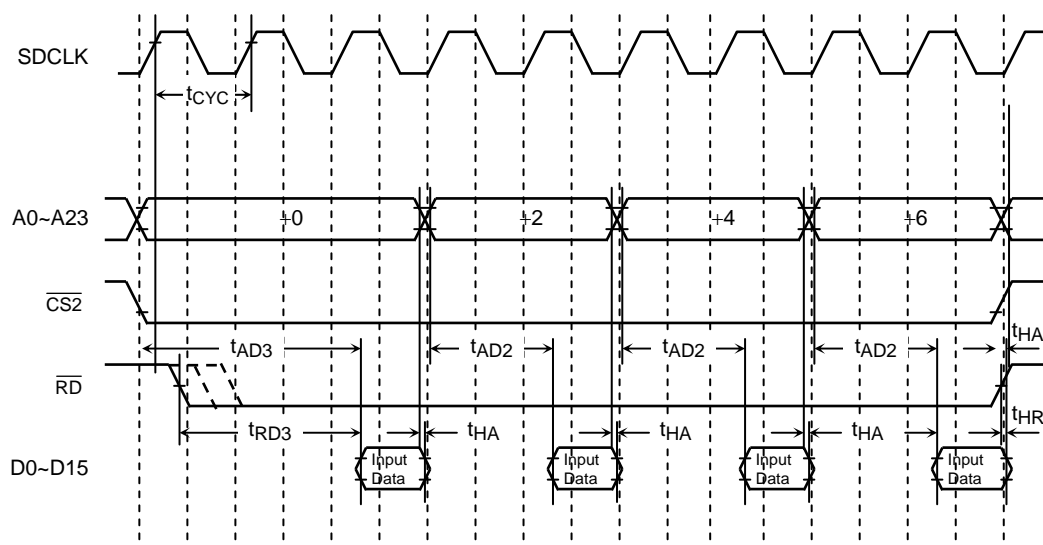 SDCLK
tCYC
A0~A23 +0 +2 +4 +6
CS2
tAD3 tAD2 tAD2 tAD2 tHA
RD
tRD3 tHA tHA tHA tHR
D0~D15 Input Data Input Data Input Data Input Data